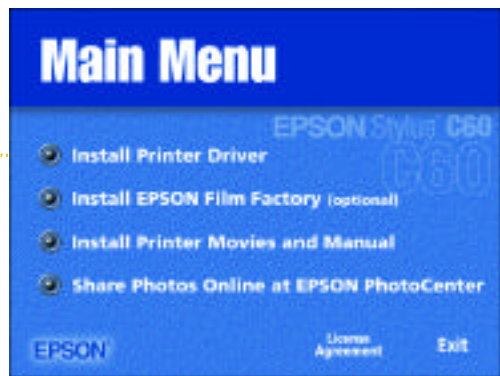 Main Menu
EPSON Stylus C60
C60
Install Printer Driver
Install EPSON Film Factory (optional)
Install Printer Movies and Manual
Share Photos Online at EPSON PhotoCenter
EPSON
License
Agreement
Exit